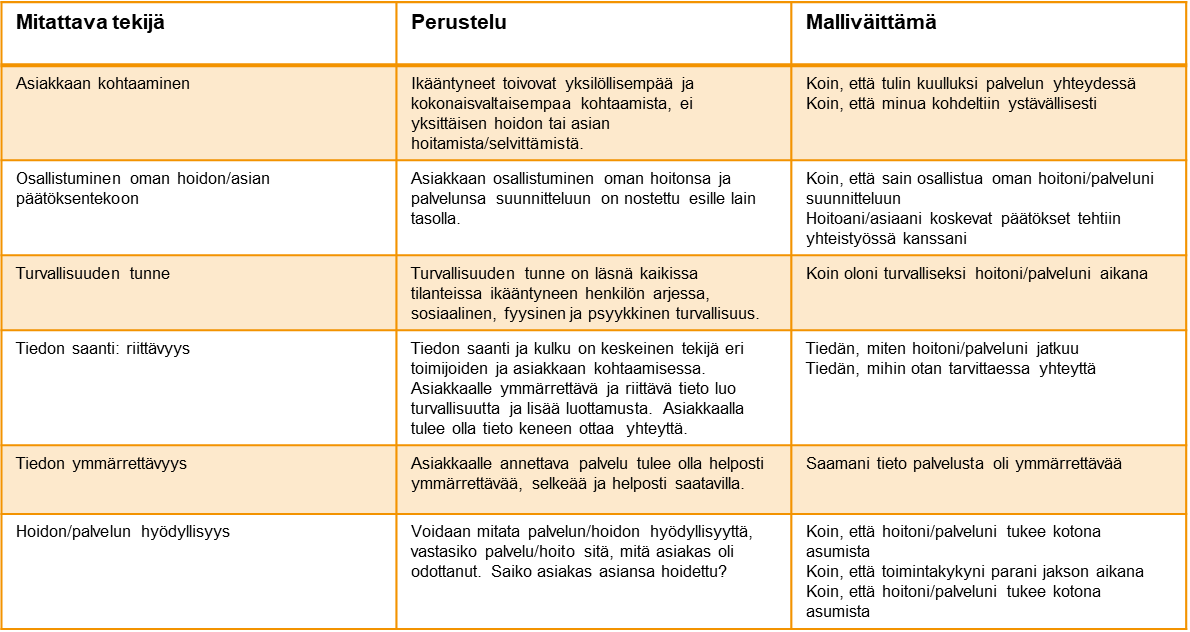 Mitattava tekijä
Perustelu
Malliväittämä
Asiakkaan kohtaaminen
Ikääntyneet toivovat yksilöllisempää ja
kokonaisvaltaisempaa kohtaamista, ei
yksittäisen hoidon tai asian
hoitamista/selvittämistä.
Koin, että tulin kuulluksi palvelun yhteydessä
Koin, että minua kohdeltiin ystävällisesti
Osallistuminen oman hoidon/asian
päätöksentekoon
Asiakkaan osallistuminen oman hoitonsa ja
palvelunsa suunnitteluun on nostettu esille lain
tasolla.
Koin, että sain osallistua oman hoitoni/palveluni
suunnitteluun
Hoitoani/asiaani koskevat päätökset tehtiin
yhteistyössä kanssani
Turvallisuuden tunne
Turvallisuuden tunne on läsnä kaikissa
tilanteissa ikääntyneen henkilön arjessa,
sosiaalinen, fyysinen ja psyykkinen turvallisuus.
Koin oloni turvalliseksi hoitoni/palveluni aikana
Tiedon saanti: riittävyys
Tiedon saanti ja kulku on keskeinen tekijä eri
toimijoiden ja asiakkaan kohtaamisessa.
Asiakkaalle ymmärrettävä ja riittävä tieto luo
turvallisuutta ja lisää luottamusta. Asiakkaalla
tulee olla tieto keneen ottaa yhteyttä.
Tiedän, miten hoitoni/palveluni jatkuu
Tiedän, mihin otan tarvittaessa yhteyttä
Tiedon ymmärrettävyys
Asiakkaalle annettava palvelu tulee olla helposti
ymmärrettävää, selkeää ja helposti saatavilla.
Saamani tieto palvelusta oli ymmärrettävää
Hoidon/palvelun hyödyllisyys
Voidaan mitata palvelun/hoidon hyödyllisyyttä,
vastasiko palvelu/hoito sitä, mitä asiakas oli
odottanut. Saiko asiakas asiansa hoidettu?
Koin, että hoitoni/palveluni tukee kotona
asumista
Koin, että toimintakykyni parani jakson aikana
Koin, että hoitoni/palveluni tukee kotona
asumista